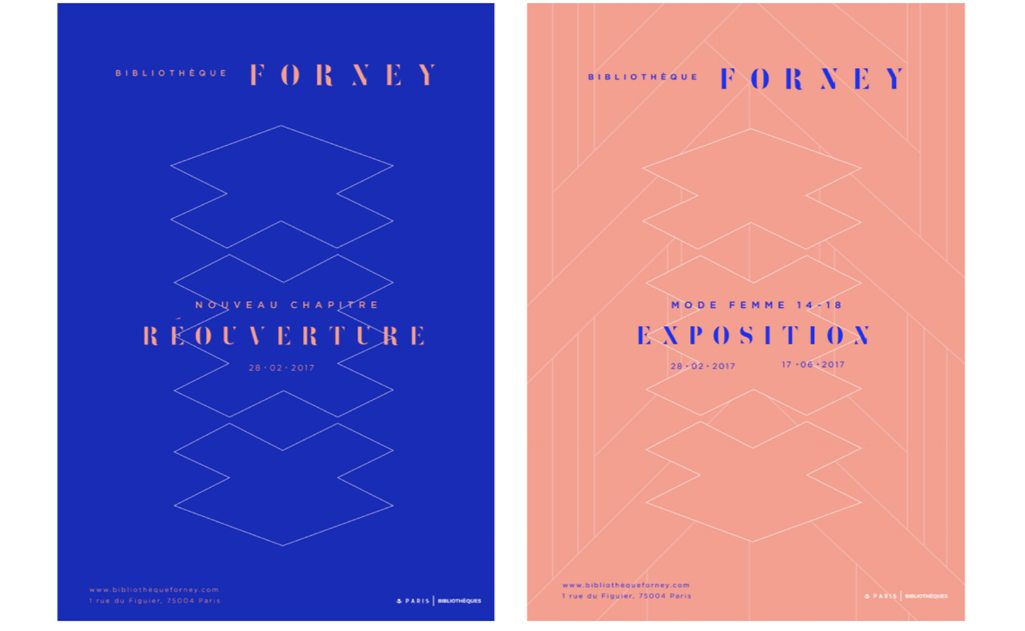 BIBLIOTHÈQUE FORNEY
NOUVEAU CHAPITRE
RÉOUVERTURE
28-02-2017
www.bibliothèqueforney.com
1 rue du Figuier, 75004 Paris
PARIS | BIBLIOTHÈQUES
BIBLIOTHÈQUE FORNEY
MODE FEMME 14-18
EXPOSITION
28-02-2017 17-06-2017
www.bibliothèqueforney.com
1 rue du Figuier, 75004 Paris
PARIS | BIBLIOTHÈQUES